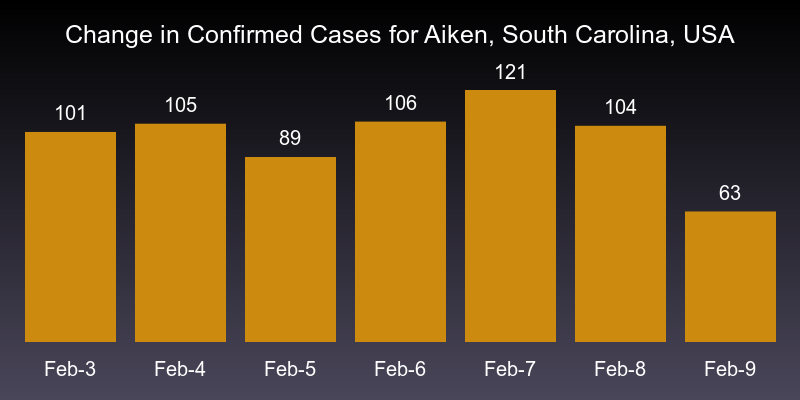 Change in Confirmed Cases for Aiken, South Carolina, USA
101
105
89
106
121
104
63
Feb-3
Feb-4
Feb-5
Feb-6
Feb-7
Feb-8
Feb-9